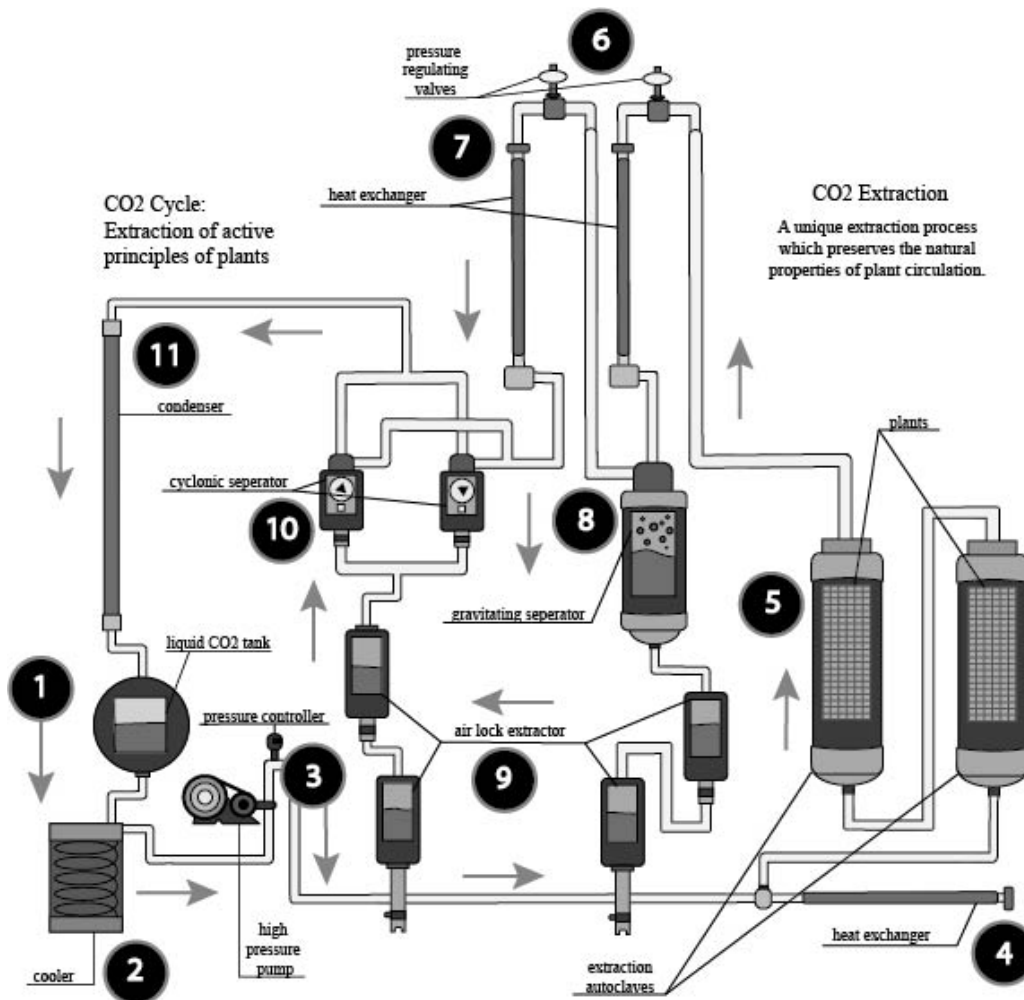 6
pressure
regulating
valves
7
heat exchanger
CO2 Cycle:
Extraction of active
principles of plants
CO2 Extraction
A unique extraction process
which preserves the natural
properties of plant circulation.
11
condenser
plants
cyclonic seperator
10
8
5
gravitating seperator
liquid CO2 tank
1
pressure controller
air lock extractor
3
9
high
pressure
pump
heat exchanger
4
cooler
2
extraction
autoclaves